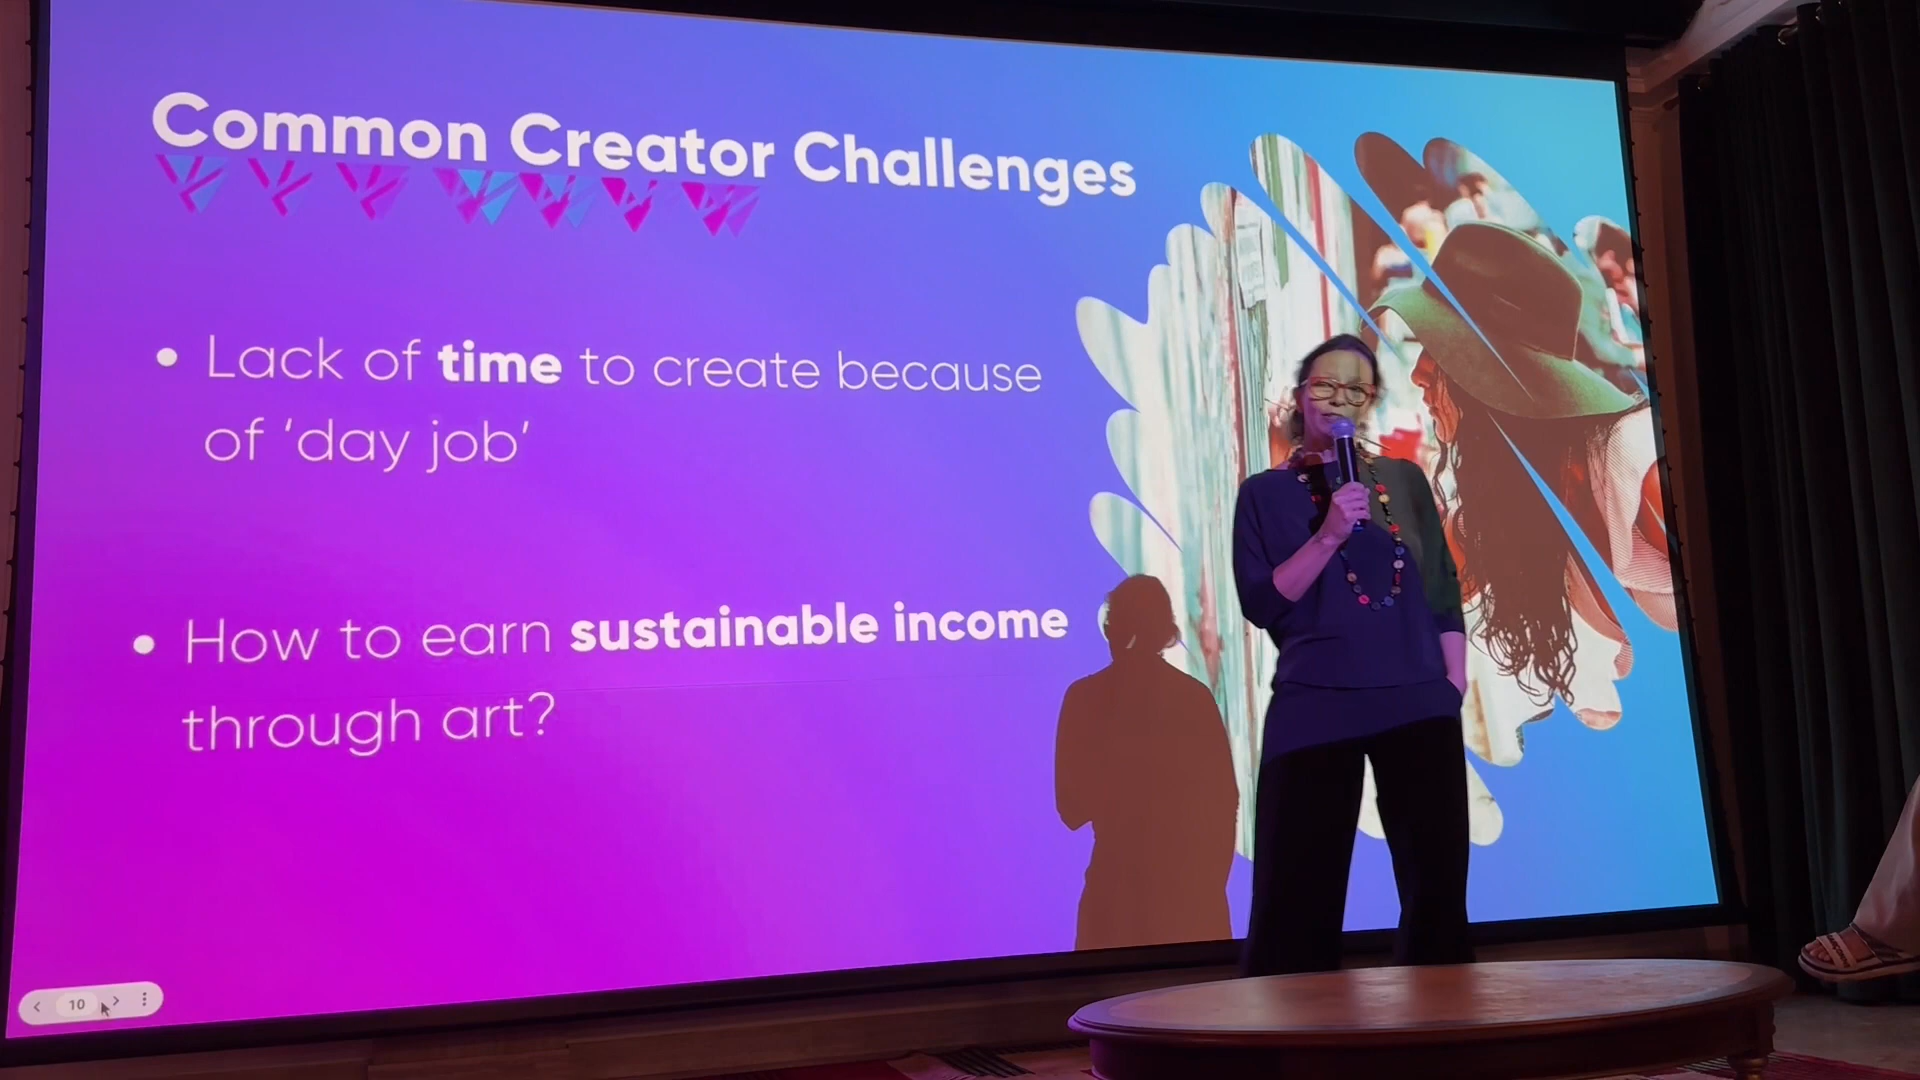 Common Creator Challenges
• Lack of time to create because
of ‘day job’
• How to earn sustainable income
through art?
10